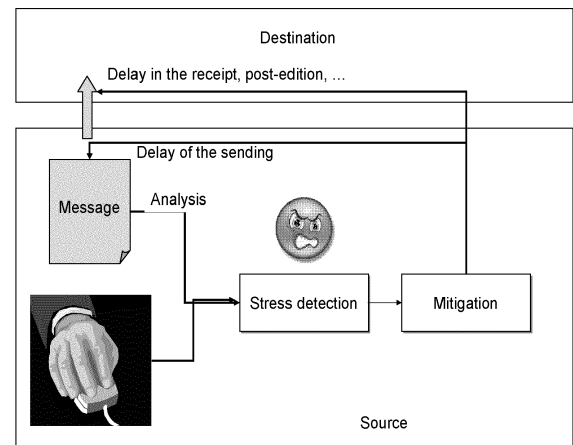 Destination
Delay in the receipt, post-edition, …
Delay of the sending
Message
Analysis
Stress detection
Mitigation
Source